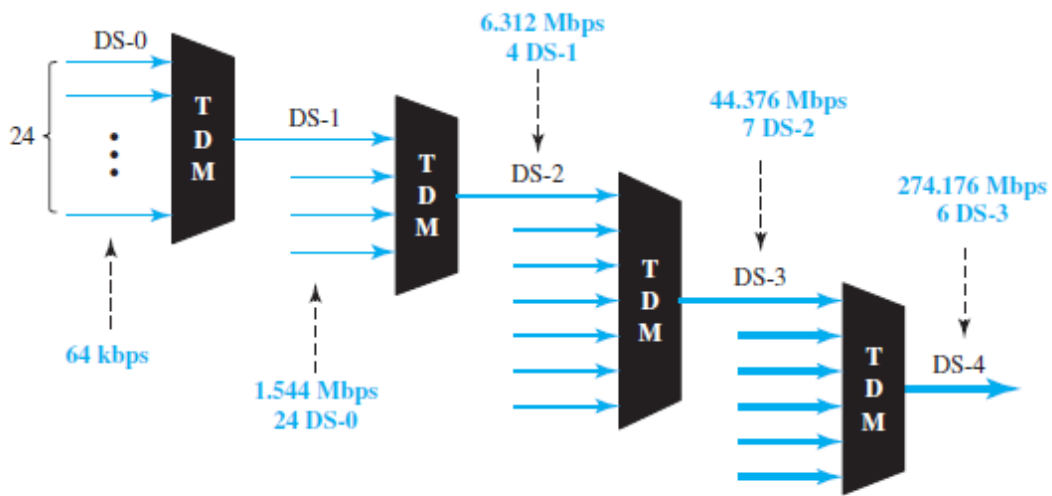 DS-0
24
T
D
M
64 kbps
DS-1
1.544 Mbps
24 DS-0
T
D
M
6.312 Mbps
4 DS-1
DS-2
T
D
M
44.376 Mbps
7 DS-2
DS-3
T
D
M
274.176 Mbps
6 DS-3
DS-4